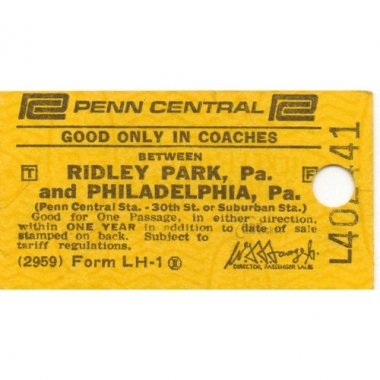 PENN CENTRAL
GOOD ONLY IN COACHES
BETWEEN
T RIDLEY PARK, Pa. F
and PHILADELPHIA, Pa.
(Penn Central Sta. - 30th St. or Suburban Sta.)
Good for One Passage, in either direction,
within ONE YEAR in addition to date of sale
stamped on back. Subject to
tariff regulations.
(2959) Form LH-1
DIRECTOR, PASSENGER SALES